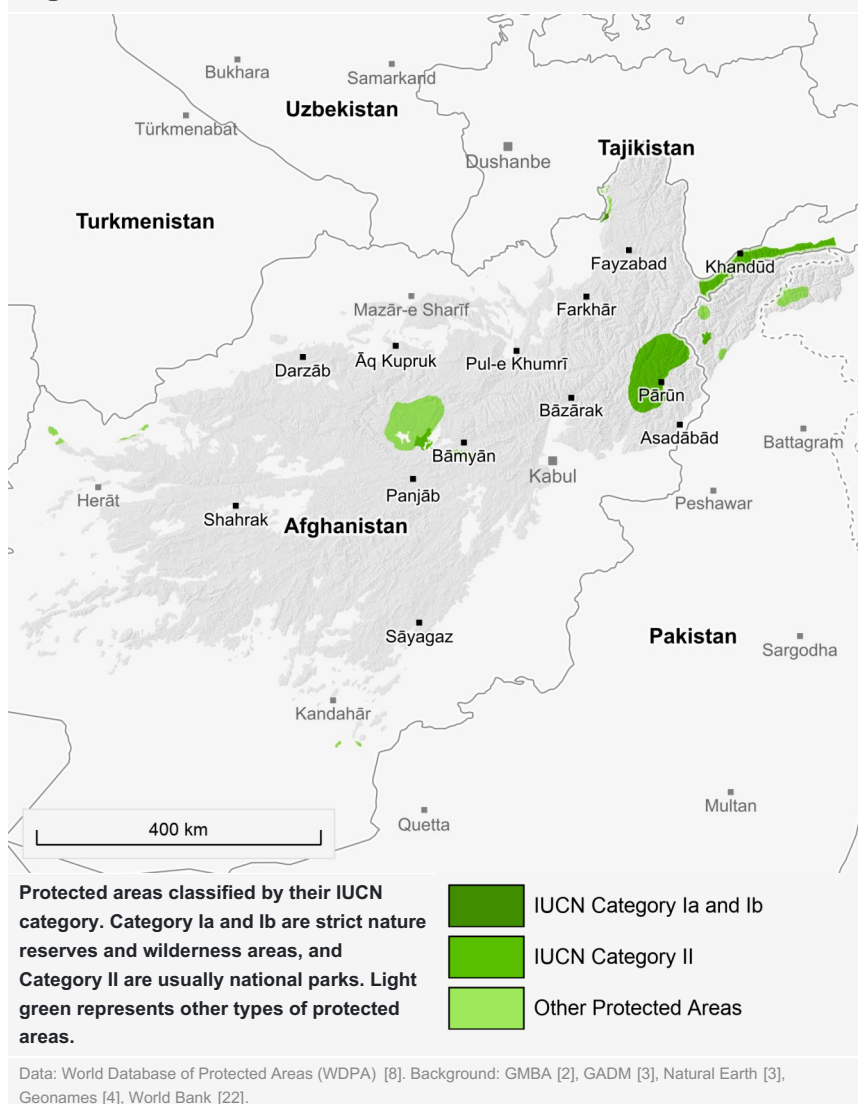 Bukhara
Samarkand
Uzbekistan
Türkmenabat
Dushanbe
Tajikistan
Turkmenistan
Fayzabad
Khandūd
Mazār-e Sharīf
Farkhār
Darzāb
Āq Kupruk
Pul-e Khumrī
Pārūn
Bāzārak
Asadābād
Battagram
Bāmyān
Kabul
Herāt
Panjāb
Peshawar
Shahrak
Afghanistan
Sāyagaz
Pakistan
Sargodha
Kandahār
Multan
Quetta
400 km
Protected areas classified by their IUCN
category. Category Ia and Ib are strict nature
reserves and wilderness areas, and
Category II are usually national parks. Light
green represents other types of protected
areas.
IUCN Category Ia and Ib
IUCN Category II
Other Protected Areas
Data: World Database of Protected Areas (WDPA) [8]. Background: GMBA [2], GADM [3], Natural Earth [3],
Geonames [4], World Bank [22].